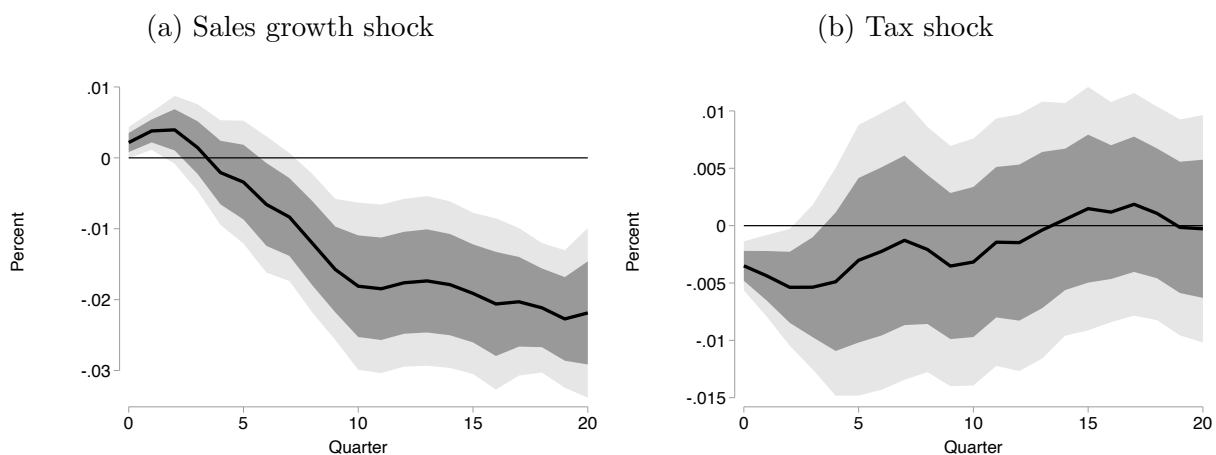 (a) Sales growth shock
.01
0
-.01
-.02
-.03
Percent
0 5 10 15 20
Quarter
(b) Tax shock
.01
.005
0
-.005
-.01
-.015
Percent
0 5 10 15 20
Quarter